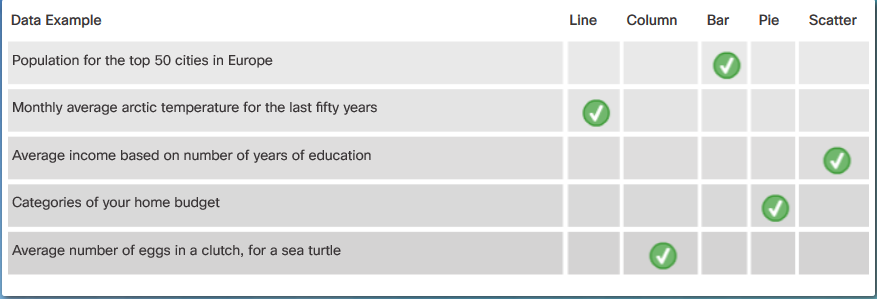 Data Example Line Column Bar Pie Scatter
Population for the top 50 cities in Europe
Monthly average arctic temperature for the last fifty years
Average income based on number of years of education
Categories of your home budget
Average number of eggs in a clutch, for a sea turtle